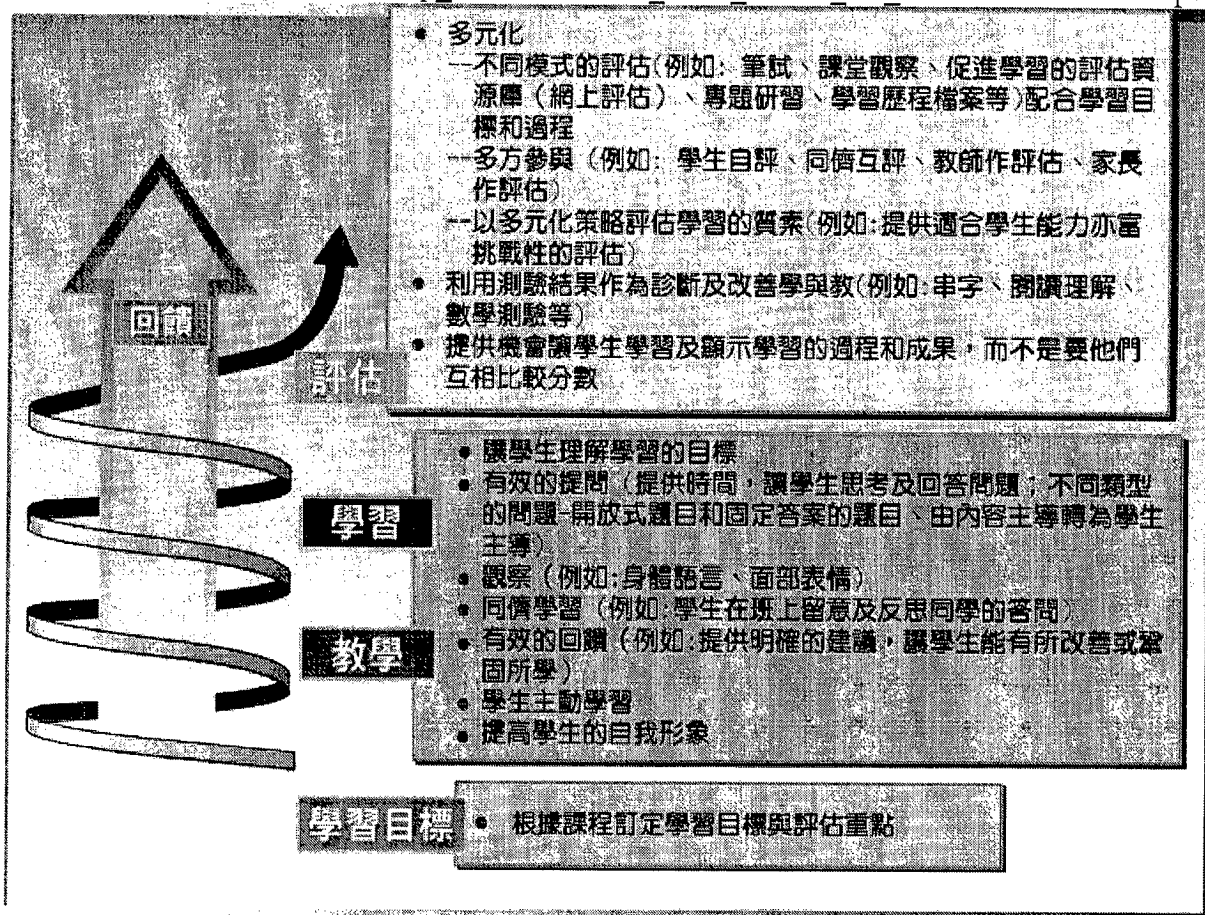 • 多元化
--不同模式的評估(例如: 筆試、課堂觀察、促進學習的評估資
源庫（網上評估）、專題研習、學習歷程檔案等)配合學習目
標和過程
--多方參與（例如: 學生自評、同儕互評、教師作評估、家長
作評估）
--以多元化策略評估學習的質素(例如:提供適合學生能力亦富
挑戰性的評估)
• 利用測驗結果作為診斷及改善學與教(例如:串字、閱讀理解、
數學測驗等)
• 提供機會讓學生學習及顯示學習的過程和成果，而不是要他們
互相比較分數
回饋
評估
• 讓學生理解學習的目標
• 有效的提問（提供時間，讓學生思考及回答問題；不同類型
的問題-開放式題目和固定答案的題目、由內容主導轉為學生
主導）
• 觀察（例如:身體語言、面部表情）
• 同儕學習（例如:學生在班上留意及反思同學的答問）
• 有效的回饋（例如:提供明確的建議，讓學生能有所改善或鞏
固所學）
• 學生主動學習
• 提高學生的自我形象
學習
教學
學習目標
• 根據課程訂定學習目標與評估重點